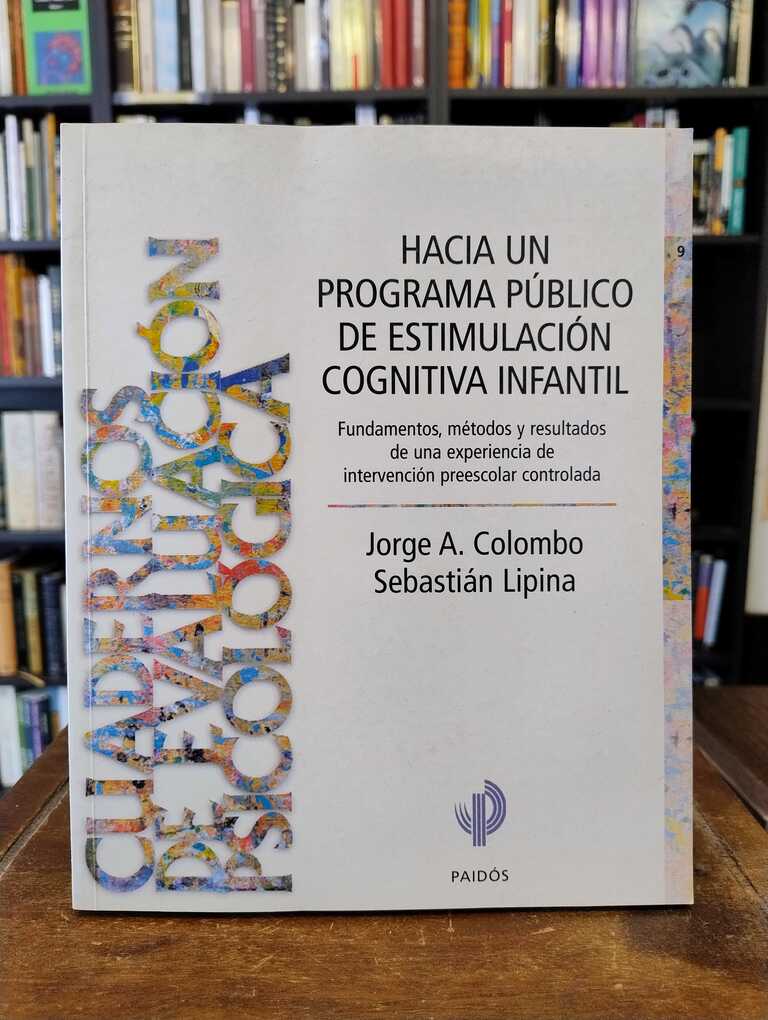 CUADERNOS
DE EVALUACIÓN
PSICOLÓGICA
9
HACIA UN
PROGRAMA PÚBLICO
DE ESTIMULACIÓN
COGNITIVA INFANTIL
Fundamentos, métodos y resultados
de una experiencia de
intervención preescolar controlada
Jorge A. Colombo
Sebastián Lipina
PAIDÓS